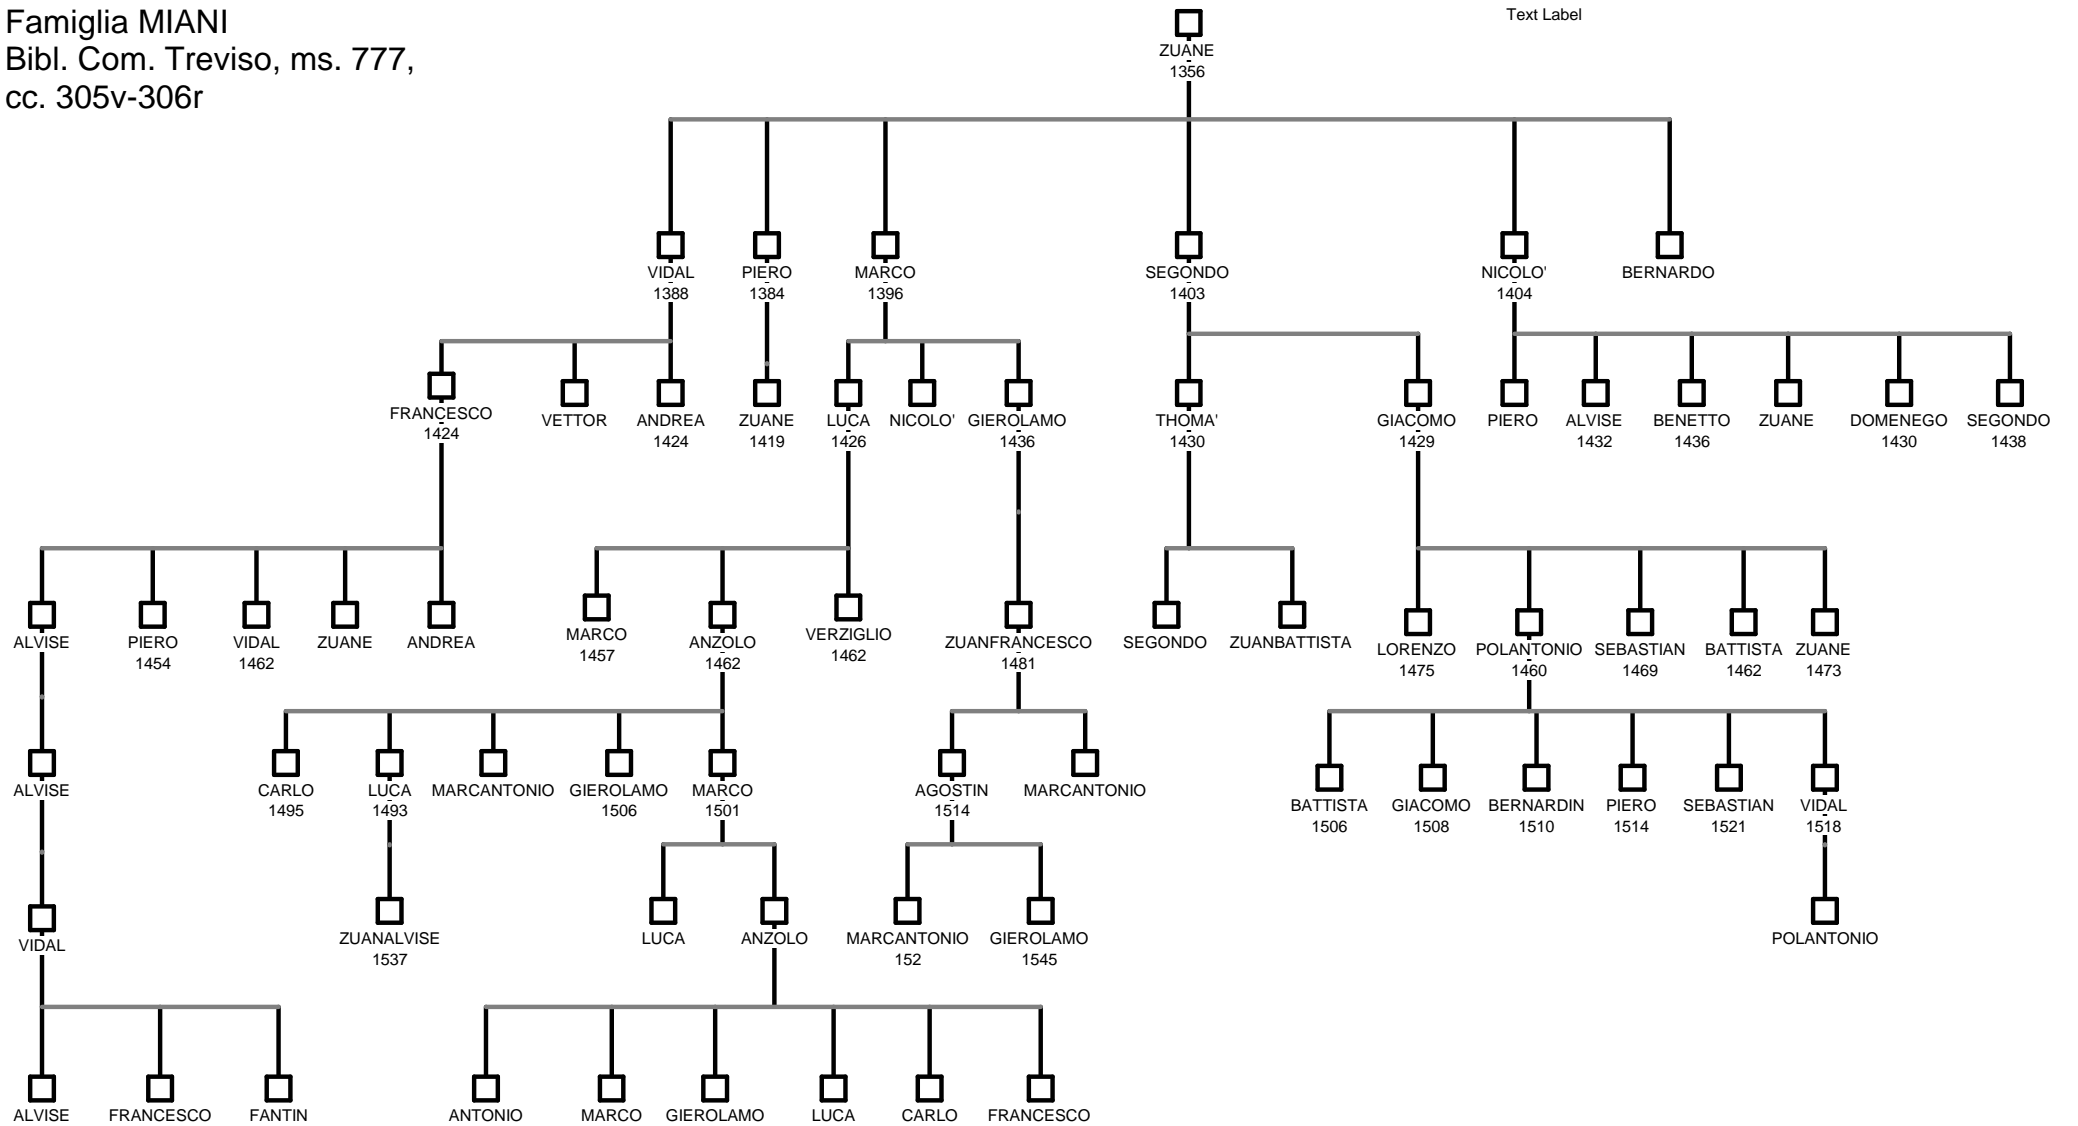 Famiglia MIANI
Bibl. Com. Treviso, ms. 777,
cc. 305v-306r
Text Label
ZUANE
1356
VIDAL
1388
PIERO
1384
MARCO
1396
SEGONDO
1403
NICOLO'
1404
BERNARDO
FRANCESCO
1424
VETTOR
ANDREA
1424
ZUANE
1419
LUCA
1426
NICOLO'
GIEROLAMO
1436
THOMA'
1430
GIACOMO
1429
PIERO
ALVISE
1432
BENETTO
1436
ZUANE
DOMENEGO
1430
SEGONDO
1438
ALVISE
PIERO
1454
VIDAL
1462
ZUANE
ANDREA
MARCO
1457
ANZOLO
1462
VERZIGLIO
1462
ZUANFRANCESCO
1481
SEGONDO
ZUANBATTISTA
LORENZO
1475
POLANTONIO
1460
SEBASTIAN
1469
BATTISTA
1462
ZUANE
1473
ALVISE
CARLO
1495
LUCA
1493
MARCANTONIO
GIEROLAMO
1506
MARCO
1501
AGOSTIN
1514
MARCANTONIO
BATTISTA
1506
GIACOMO
1508
BERNARDIN
1510
PIERO
1514
SEBASTIAN
1521
VIDAL
1518
VIDAL
ZUANALVISE
1537
LUCA
ANZOLO
MARCANTONIO
152
GIEROLAMO
1545
POLANTONIO
ALVISE
FRANCESCO
FANTIN
ANTONIO
MARCO
GIEROLAMO
LUCA
CARLO
FRANCESCO